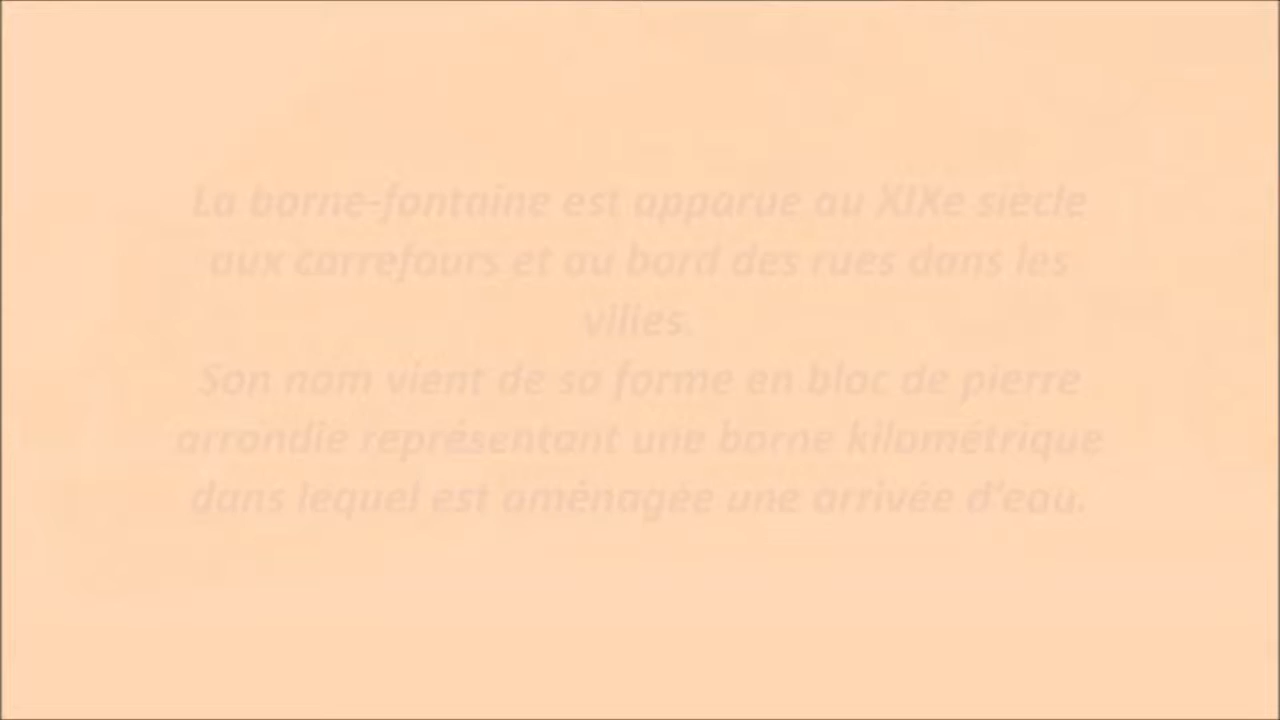 La borne-fontaine est apparue au XIXe siècle
aux carrefours et au bord des rues dans les
villes.
Son nom vient de sa forme en bloc de pierre
arrondie représentant une borne kilométrique
dans lequel est aménagée une arrivée d'eau.